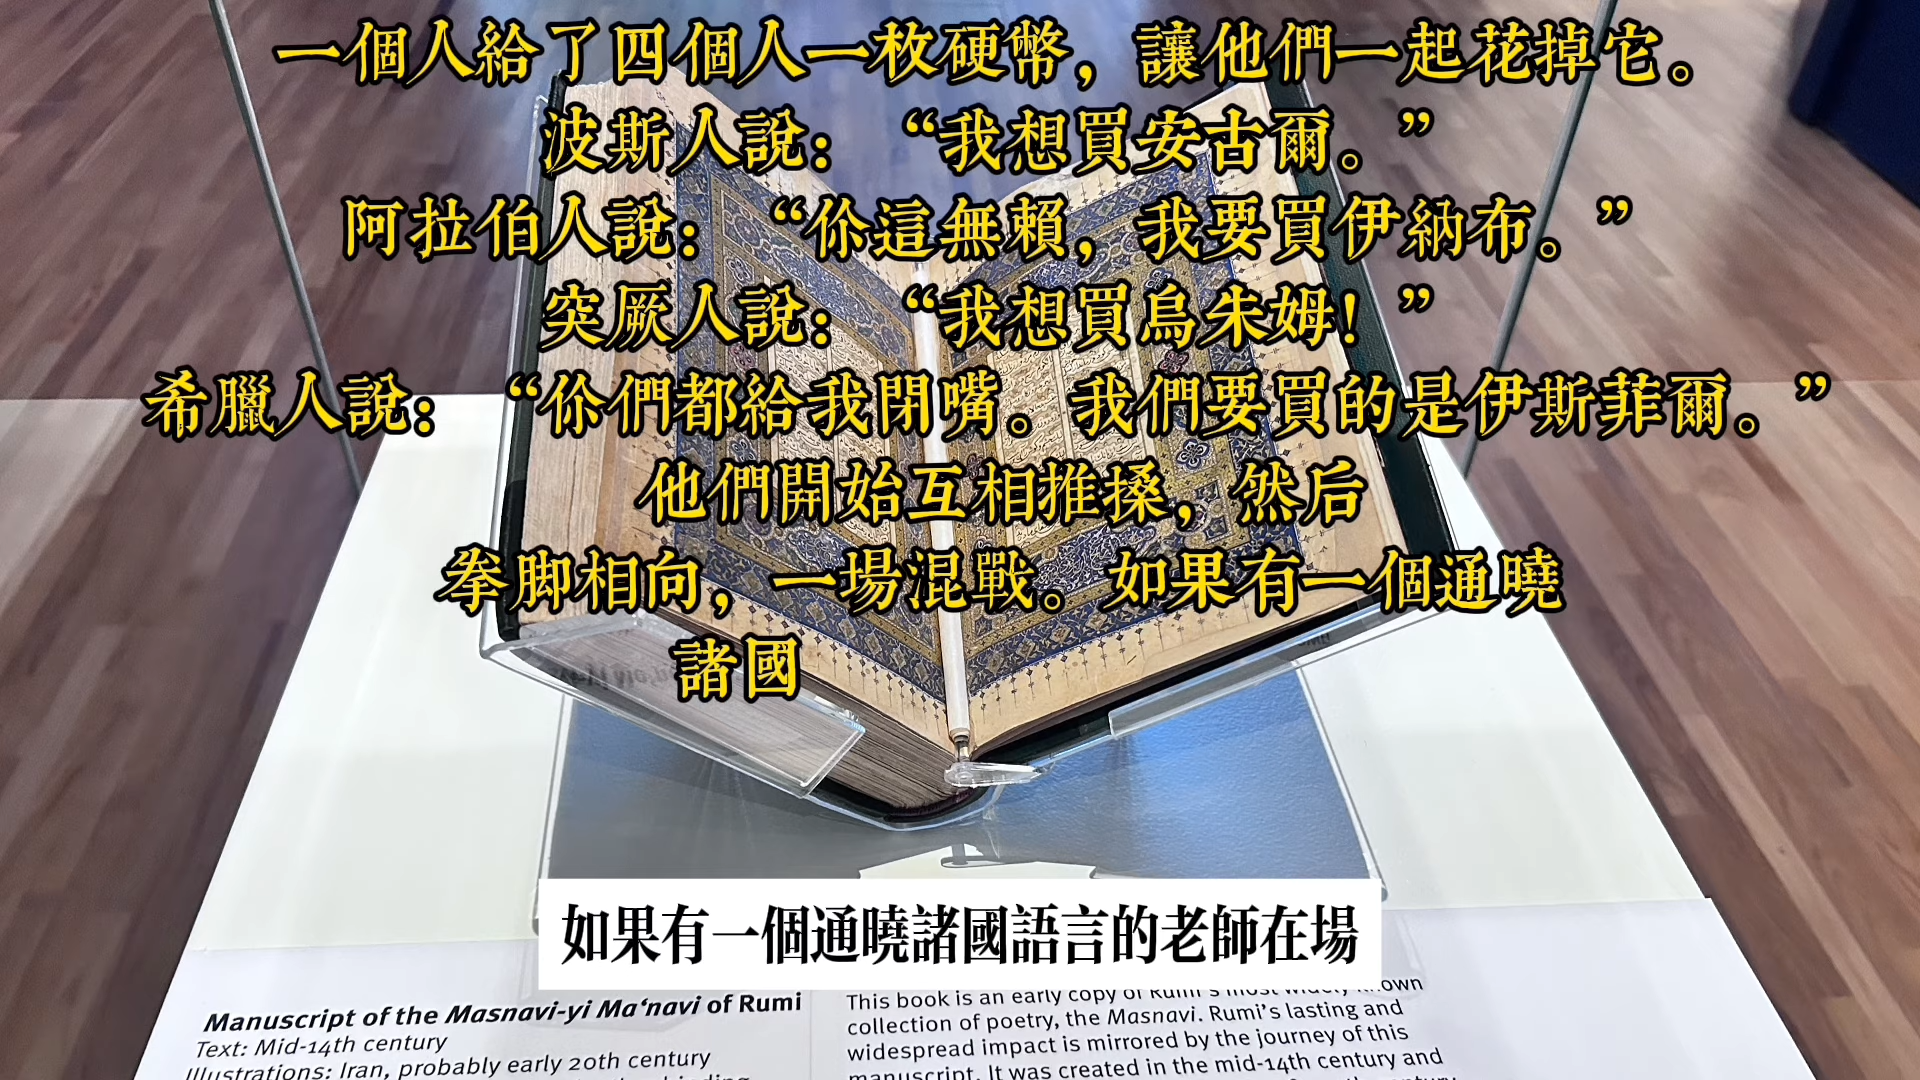 一個人給了四個人一枚硬幣，讓他們一起花掉它。
波斯人說：“我想買安古爾。”
阿拉伯人說：“你這無賴，我要買伊納布。”
突厥人說：“我想買烏朱姆！”
希臘人說：“你們都給我閉嘴。我們要買的是伊斯菲爾。”
他們開始互相推搡，然后
拳脚相向，一場混戰。如果有一個通曉
諸國
如果有一個通曉諸國語言的老師在場
Manuscript of the Masnavi-yi Ma‘navi of Rumi
Text: Mid-14th century
Illustrations: Iran, probably early 20th century
This book is an early copy of Rumi's most widely known
collection of poetry, the Masnavi. Rumi's lasting and
widespread impact is mirrored by the journey of this
manuscript. It was created in the mid-14th century and